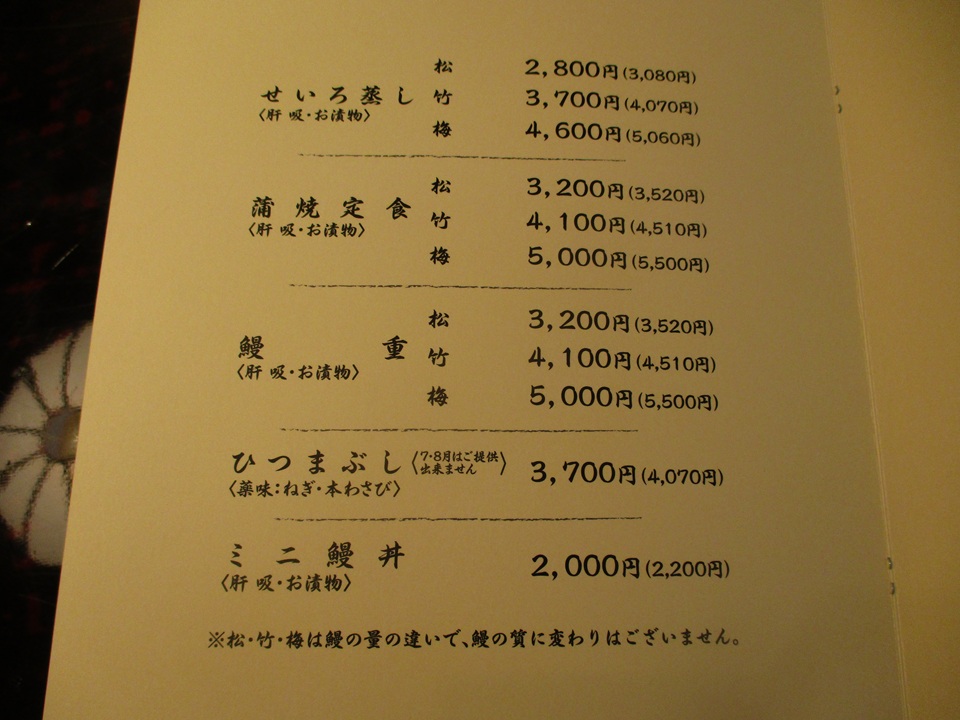 松 2,800円(3,080円)
せいろ蒸し 竹 3,700円(4,070円)
〈肝吸・お漬物〉
梅 4,600円(5,060円)
松 3,200円(3,520円)
蒲焼定食 竹 4,100円(4,510円)
〈肝吸・お漬物〉
梅 5,000円(5,500円)
松 3,200円(3,520円)
鰻重 竹 4,100円(4,510円)
〈肝吸・お漬物〉
梅 5,000円(5,500円)
ひつまぶし〈7・8月はご提供
出来ません〉 3,700円(4,070円)
〈薬味:ねぎ・本わさび〉
ミニ鰻丼 2,000円(2,200円)
〈肝吸・お漬物〉
※松・竹・梅は鰻の量の違いで、鰻の質に変わりはございません。